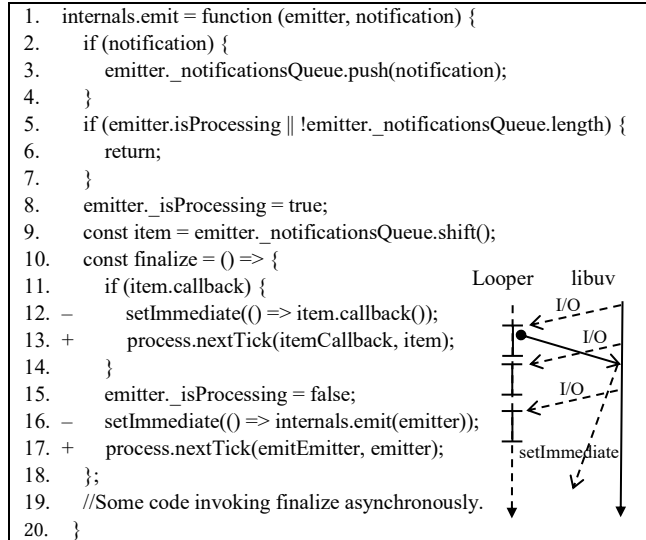 1. internals.emit = function (emitter, notification) {
2. if (notification) {
3. emitter._notificationsQueue.push(notification);
4. }
5. if (emitter.isProcessing || !emitter._notificationsQueue.length) {
6. return;
7. }
8. emitter._isProcessing = true;
9. const item = emitter._notificationsQueue.shift();
10. const finalize = () => {
11. if (item.callback) {
12. – setImmediate(() => item.callback());
13. + process.nextTick(itemCallback, item);
14. }
15. emitter._isProcessing = false;
16. – setImmediate(() => internals.emit(emitter));
17. + process.nextTick(emitEmitter, emitter);
18. };
19. //Some code invoking finalize asynchronously.
20. }
Looper libuv
I/O
I/O
I/O
setImmediate